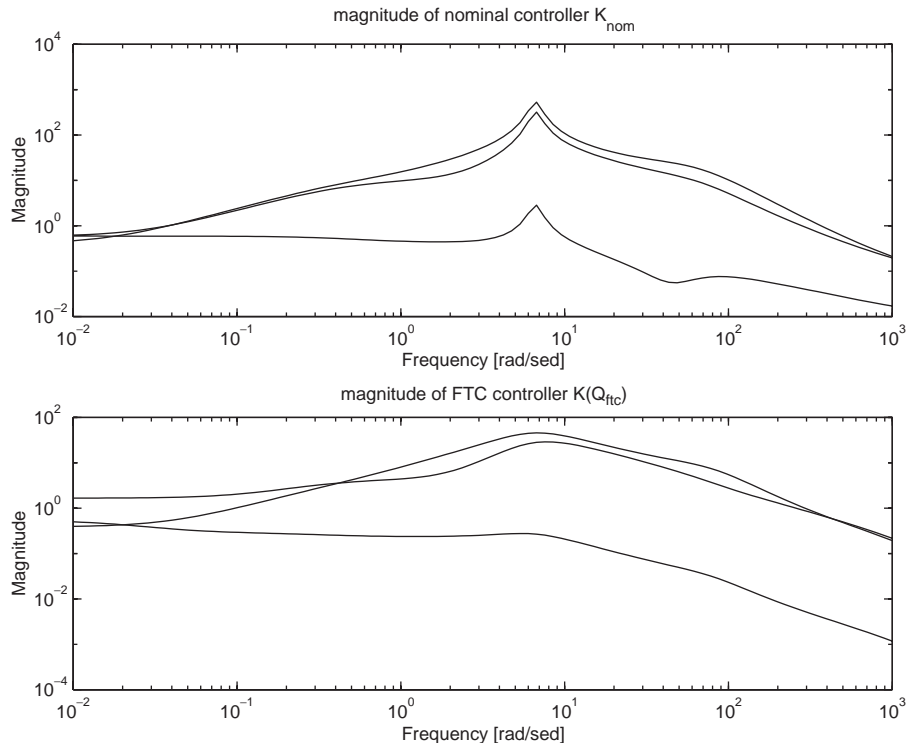 magnitude of nominal controller K_nom
10^4
10^2
10^0
10^−2
Magnitude
10^−2 10^−1 10^0 10^1 10^2 10^3
Frequency [rad/sed]
magnitude of FTC controller K(Q_ftc)
10^2
10^0
10^−2
10^−4
Magnitude
10^−2 10^−1 10^0 10^1 10^2 10^3
Frequency [rad/sed]